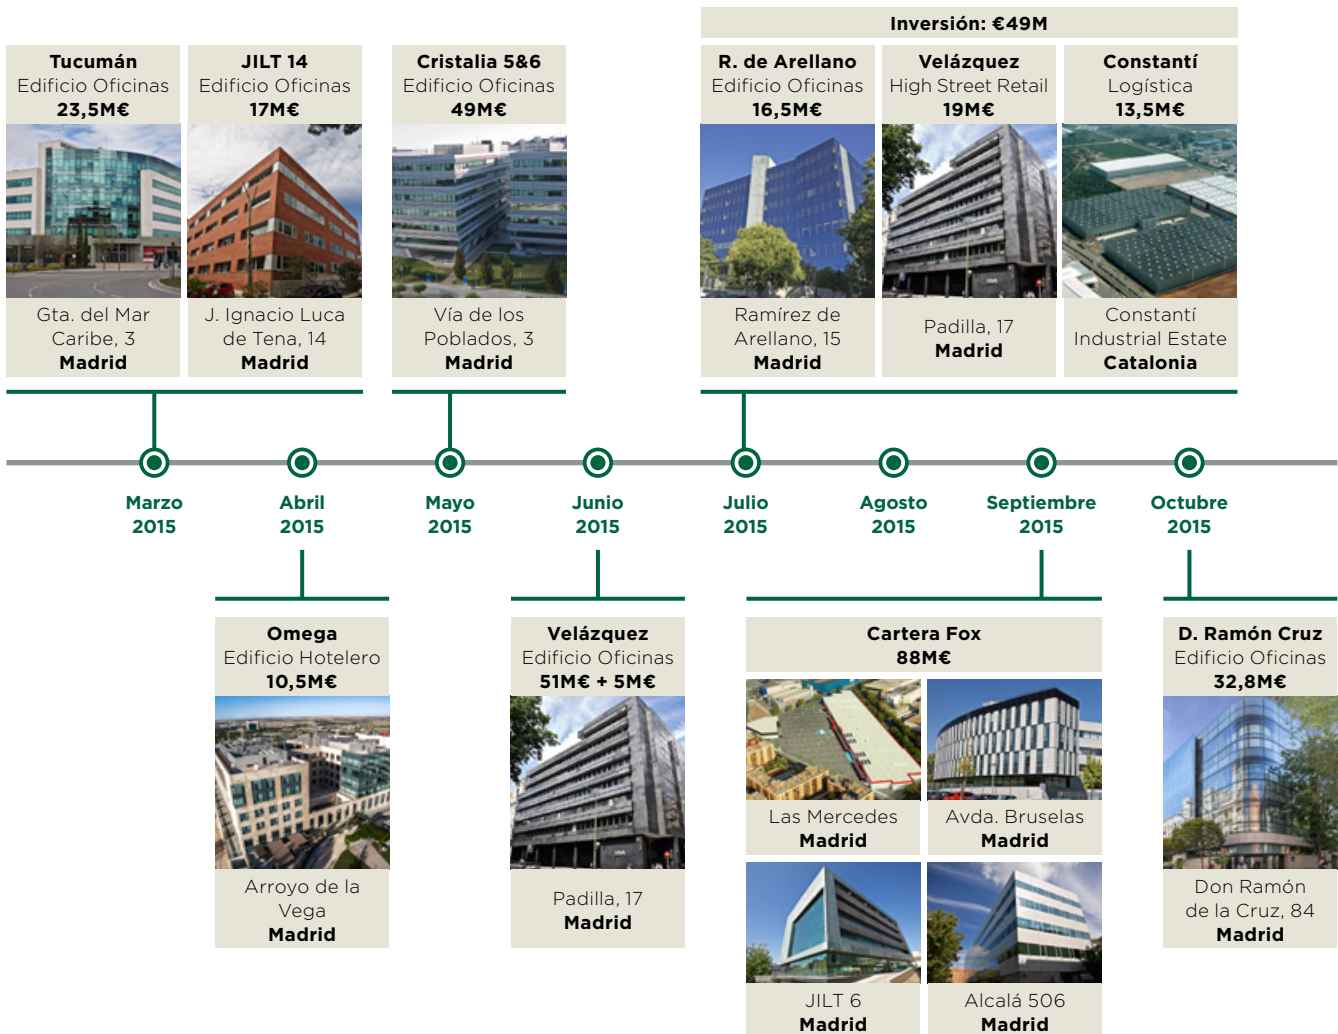 Inversión: €49M
Tucumán
Edificio Oficinas
23,5M€
Gta. del Mar
Caribe, 3
Madrid
JILT 14
Edificio Oficinas
17M€
J. Ignacio Luca
de Tena, 14
Madrid
Cristalia 5&6
Edificio Oficinas
49M€
Vía de los
Poblados, 3
Madrid
R. de Arellano
Edificio Oficinas
16,5M€
Ramírez de
Arellano, 15
Madrid
Velázquez
High Street Retail
19M€
Padilla, 17
Madrid
Constantí
Logística
13,5M€
Constantí
Industrial Estate
Catalonia
Marzo
2015
Abril
2015
Mayo
2015
Junio
2015
Julio
2015
Agosto
2015
Septiembre
2015
Octubre
2015
Omega
Edificio Hotelero
10,5M€
Arroyo de la
Vega
Madrid
Velázquez
Edificio Oficinas
51M€ + 5M€
Padilla, 17
Madrid
Cartera Fox
88M€
Las Mercedes
Madrid
Avda. Bruselas
Madrid
JILT 6
Madrid
Alcalá 506
Madrid
D. Ramón Cruz
Edificio Oficinas
32,8M€
Don Ramón
de la Cruz, 84
Madrid